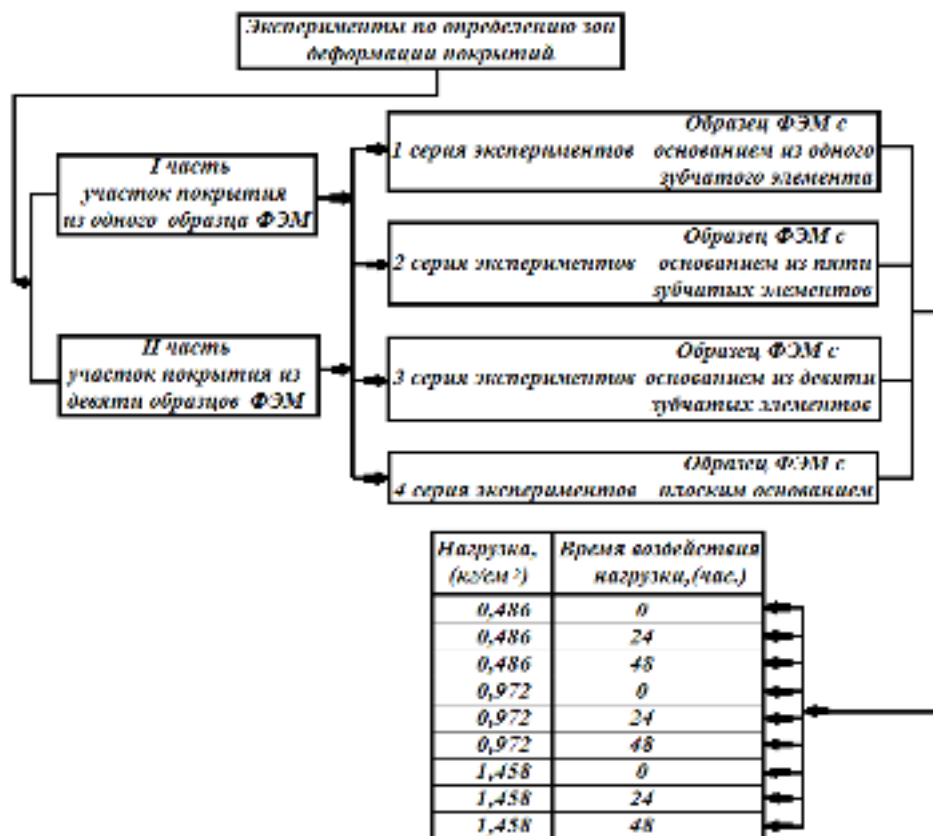 Эксперименты по определению зон
деформации покрытий
I часть
участок покрытия
из одного образца ФЭМ
II часть
участок покрытия из
девяти образцов ФЭМ
Образец ФЭМ с
1 серия экспериментов основанием из одного
зубчатого элемента
Образец ФЭМ с
2 серия экспериментов основанием из пяти
зубчатых элементов
Образец ФЭМ с
3 серия экспериментов основанием из девяти
зубчатых элементов
Образец ФЭМ с
4 серия экспериментов плоским основанием
Нагрузка, Время воздействия
(кг/см²) нагрузки,(час.)
0,486 0
0,486 24
0,486 48
0,972 0
0,972 24
0,972 48
1,458 0
1,458 24
1,458 48